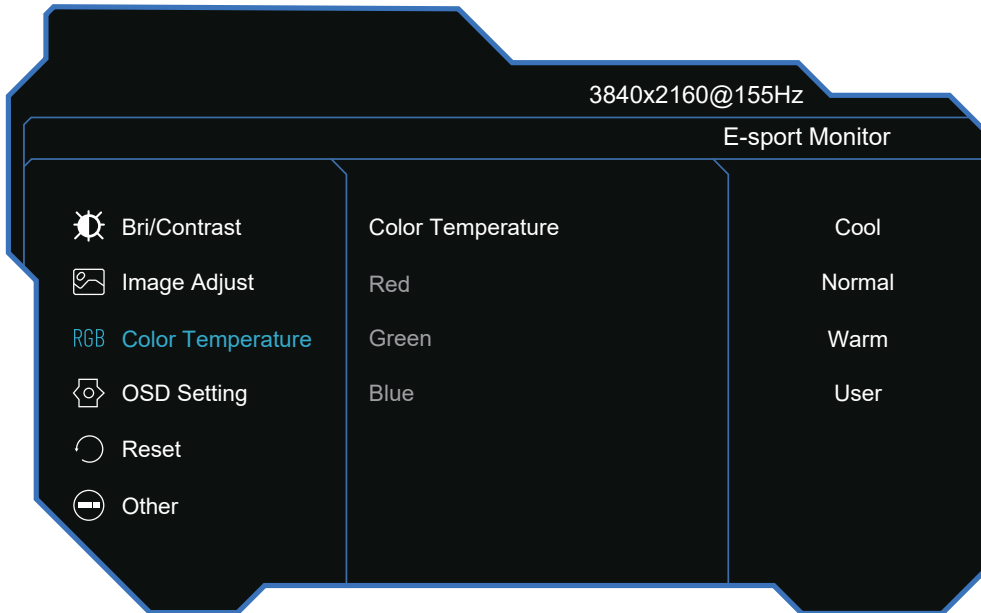 3840x2160@155Hz
E-sport Monitor
Bri/Contrast
Image Adjust
RGB Color Temperature
OSD Setting
Reset
Other
Color Temperature
Red
Green
Blue
Cool
Normal
Warm
User